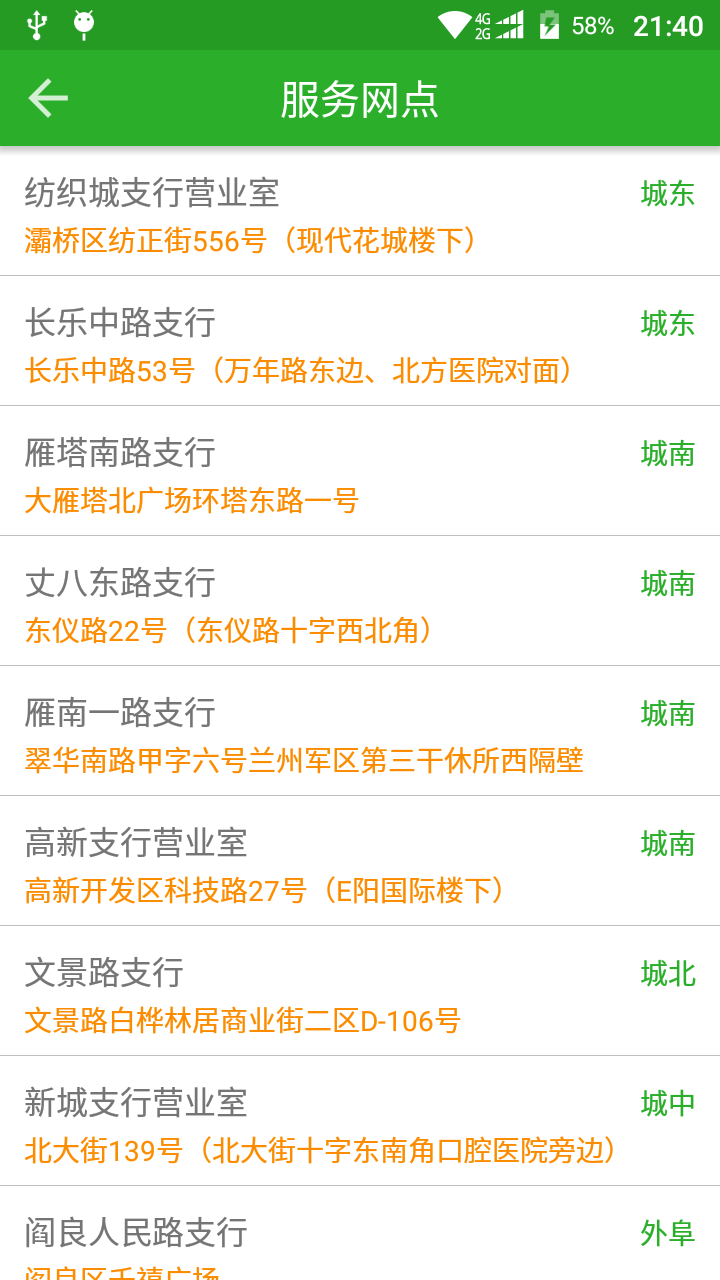 4G
2G
58%
21:40
服务网点
纺织城支行营业室
城东
灞桥区纺正街556号（现代花城楼下）
长乐中路支行
城东
长乐中路53号（万年路东边、北方医院对面）
雁塔南路支行
城南
大雁塔北广场环塔东路一号
丈八东路支行
城南
东仪路22号（东仪路十字西北角）
雁南一路支行
城南
翠华南路甲字六号兰州军区第三干休所西隔壁
高新支行营业室
城南
高新开发区科技路27号（E阳国际楼下）
文景路支行
城北
文景路白桦林居商业街二区D-106号
新城支行营业室
城中
北大街139号（北大街十字东南角口腔医院旁边）
阎良人民路支行
外阜
阎良区千禧广场